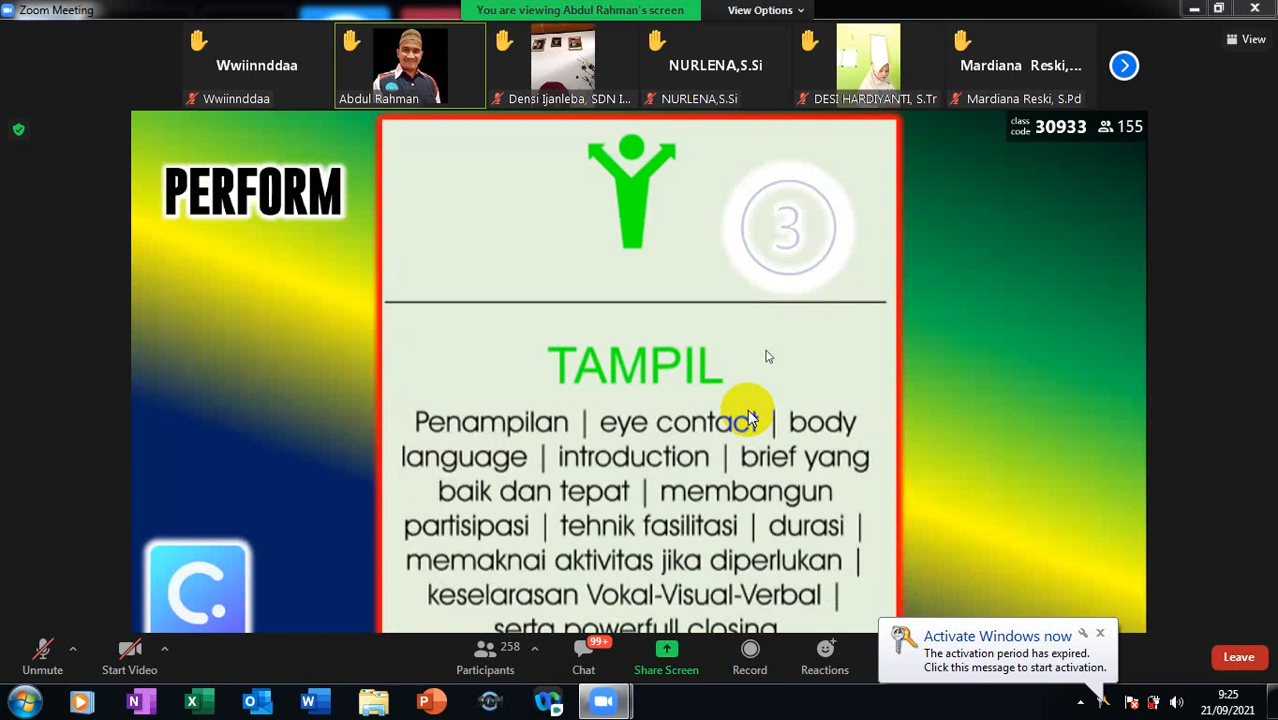 Zoom Meeting
You are viewing Abdul Rahman's screen
View Options
View
Wwiinnddaa
NURLENA,S.Si
Mardiana Reski,...
Wwiinnddaa
Abdul Rahman
Densi Ijanleba, SDN I...
NURLENA,S.Si
DESI HARDIYANTI, S.Tr
Mardiana Reski, S.Pd
class code 30933 155
PERFORM
3
TAMPIL
Penampilan | eye contact | body
language | introduction | brief yang
baik dan tepat | membangun
partisipasi | tehnik fasilitasi | durasi |
memaknai aktivitas jika diperlukan |
keselarasan Vokal-Visual-Verbal |
serta powerfull closing
C.
Activate Windows now
The activation period has expired.
Click this message to start activation.
Unmute
Start Video
258
Participants
99+
Chat
Share Screen
Record
Reactions
Leave
9:25
21/09/2021